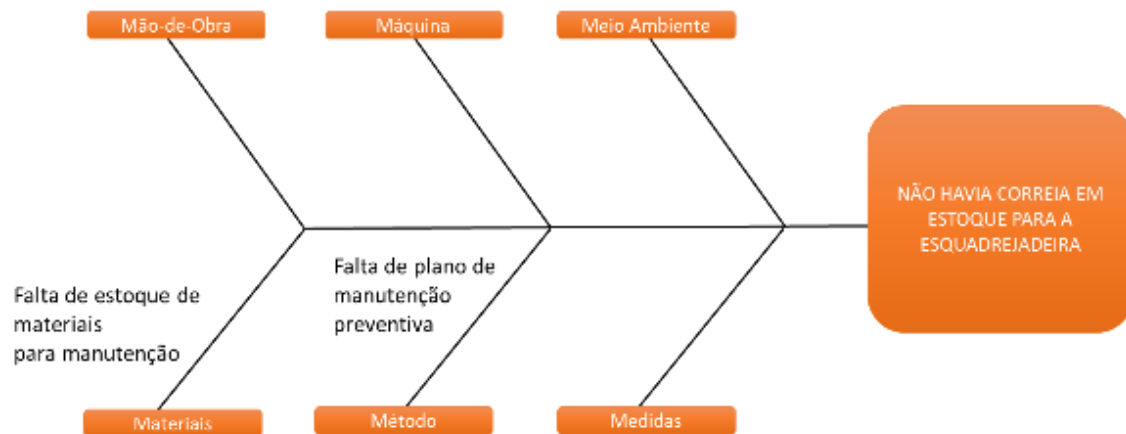 Mão-de-Obra
Máquina
Meio Ambiente
NÃO HAVIA CORREIA EM
ESTOQUE PARA A
ESQUADREJADEIRA
Falta de estoque de
materiais
para manutenção
Falta de plano de
manutenção
preventiva
Materiais
Método
Medidas